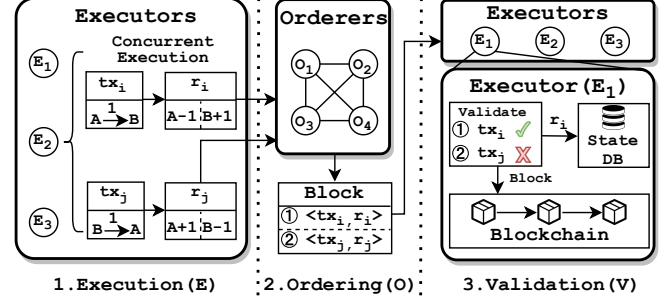 Executors
Concurrent
Execution
E1
E2
E3
txi
ri
A 1→ B
A-1 B+1
txj
rj
B 1→ A
A+1 B-1
Orderers
O1 O2
O3 O4
Block
① <txi,ri>
② <txj,rj>
Executors
E1 E2 E3
Executor(E1)
Validate
① txi ✓
② txj ✗
ri
State
DB
Block
Blockchain
1.Execution(E)
2.Ordering(O)
3.Validation(V)